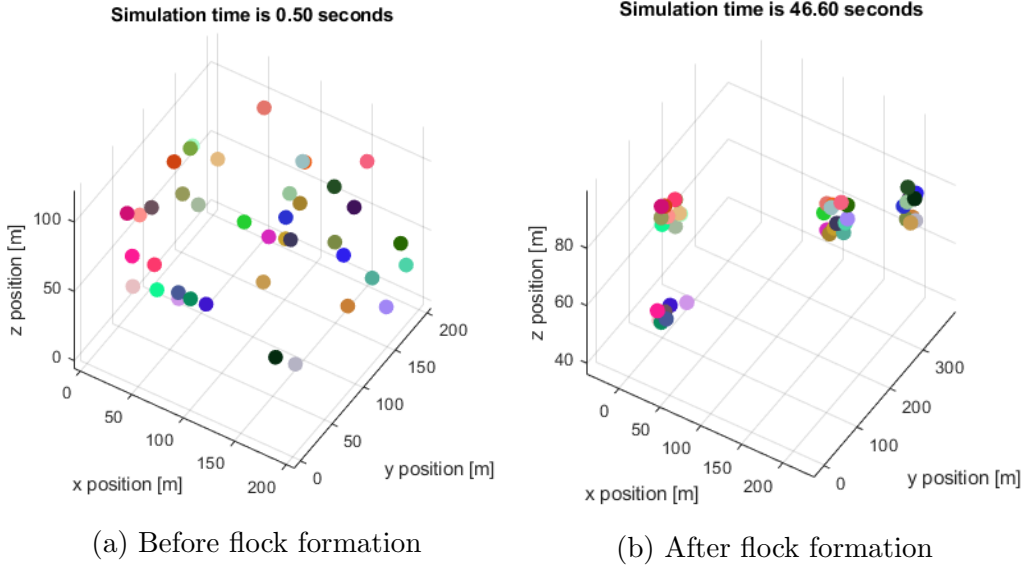 Simulation time is 0.50 seconds
z position [m]
100
50
0
0
50
100
150
200
x position [m]
0
50
100
150
200
y position [m]
(a) Before flock formation
Simulation time is 46.60 seconds
z position [m]
80
60
40
0
50
100
150
200
x position [m]
0
100
200
300
y position [m]
(b) After flock formation